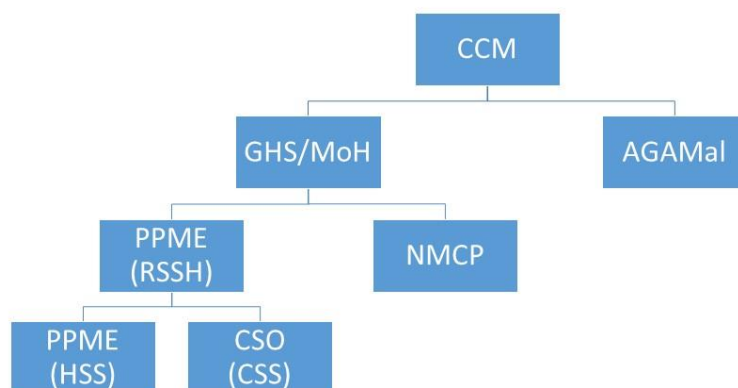 CCM
GHS/MoH
AGAMal
PPME
(RSSH)
NMCP
PPME
(HSS)
CSO
(CSS)